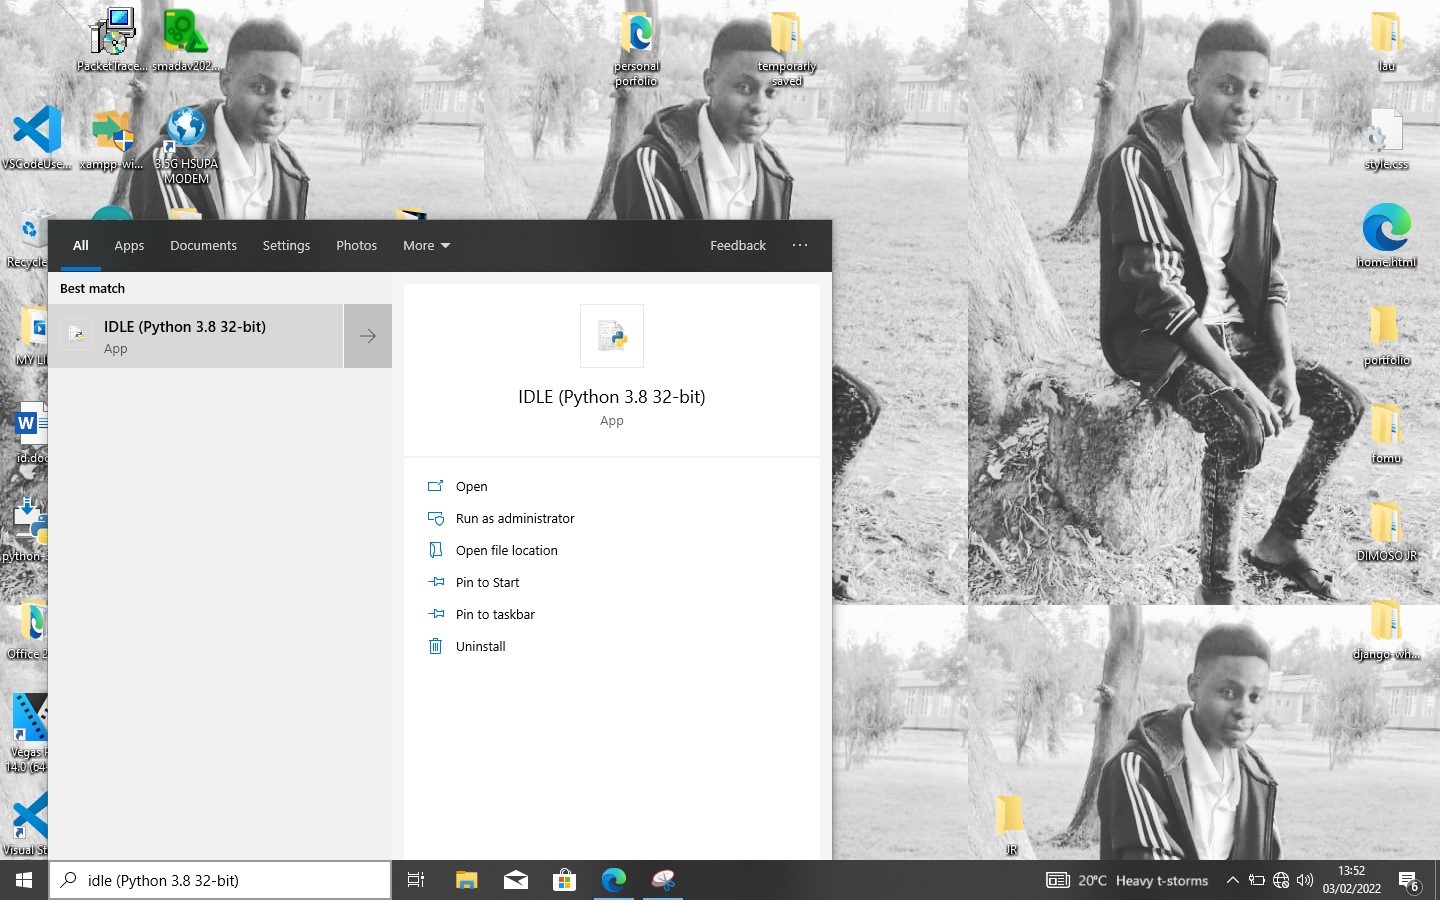 PacketTrace...
smadav202...
personal
porfolio
temporarly
saved
lau
VSCodeUse...
xampp-wi...
3.5G HSUPA
MODEM
style.css
Recycle
home.html
All
Apps
Documents
Settings
Photos
More
Feedback
Best match
IDLE (Python 3.8 32-bit)
App
IDLE (Python 3.8 32-bit)
App
Open
Run as administrator
Open file location
Pin to Start
Pin to taskbar
Uninstall
MY LI
portfolio
W
id.doc
fomu
python-
DIMOSO JR
Office 2
django-wh...
Vegas P
14.0 (64-
Visual St
JR
idle (Python 3.8 32-bit)
20°C Heavy t-storms
13:52
03/02/2022
6